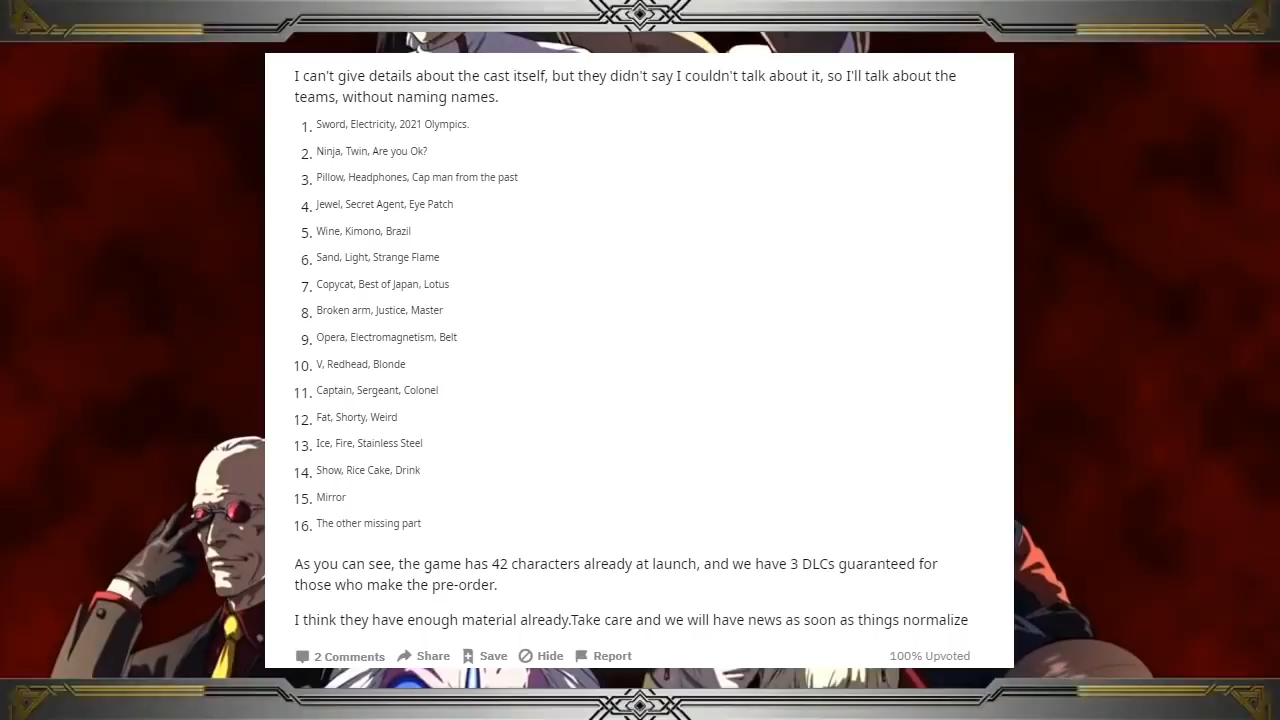 I can't give details about the cast itself, but they didn't say I couldn't talk about it, so I'll talk about the
teams, without naming names.
1. Sword, Electricity, 2021 Olympics.
2. Ninja, Twin, Are you Ok?
3. Pillow, Headphones, Cap man from the past
4. Jewel, Secret Agent, Eye Patch
5. Wine, Kimono, Brazil
6. Sand, Light, Strange Flame
7. Copycat, Best of Japan, Lotus
8. Broken arm, Justice, Master
9. Opera, Electromagnetism, Belt
10. V, Redhead, Blonde
11. Captain, Sergeant, Colonel
12. Fat, Shorty, Weird
13. Ice, Fire, Stainless Steel
14. Show, Rice Cake, Drink
15. Mirror
16. The other missing part
As you can see, the game has 42 characters already at launch, and we have 3 DLCs guaranteed for
those who make the pre-order.
I think they have enough material already.Take care and we will have news as soon as things normalize
2 Comments Share Save Hide Report 100% Upvoted